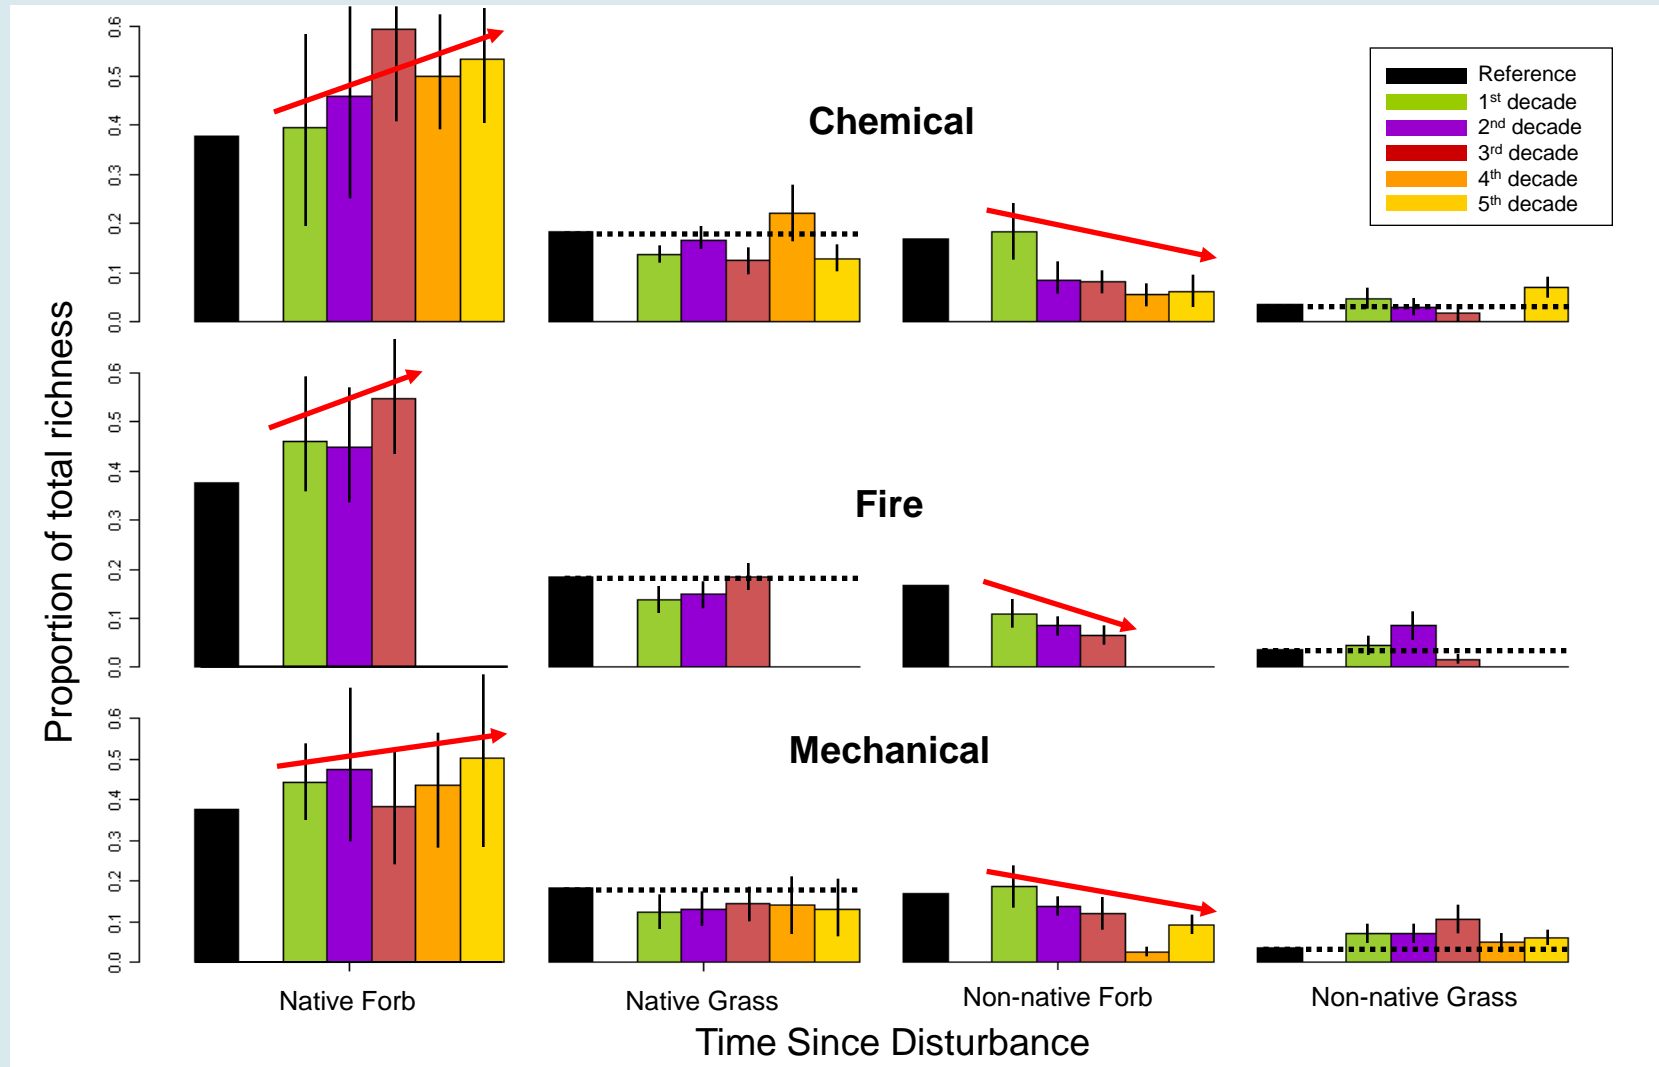 Proportion of total richness
0.6
0.5
0.4
0.3
0.2
0.1
0.0
Chemical
Reference
1st decade
2nd decade
3rd decade
4th decade
5th decade
0.6
0.5
0.4
0.3
0.2
0.1
0.0
Fire
0.6
0.5
0.4
0.3
0.2
0.1
0.0
Mechanical
Native Forb
Native Grass
Non-native Forb
Non-native Grass
Time Since Disturbance